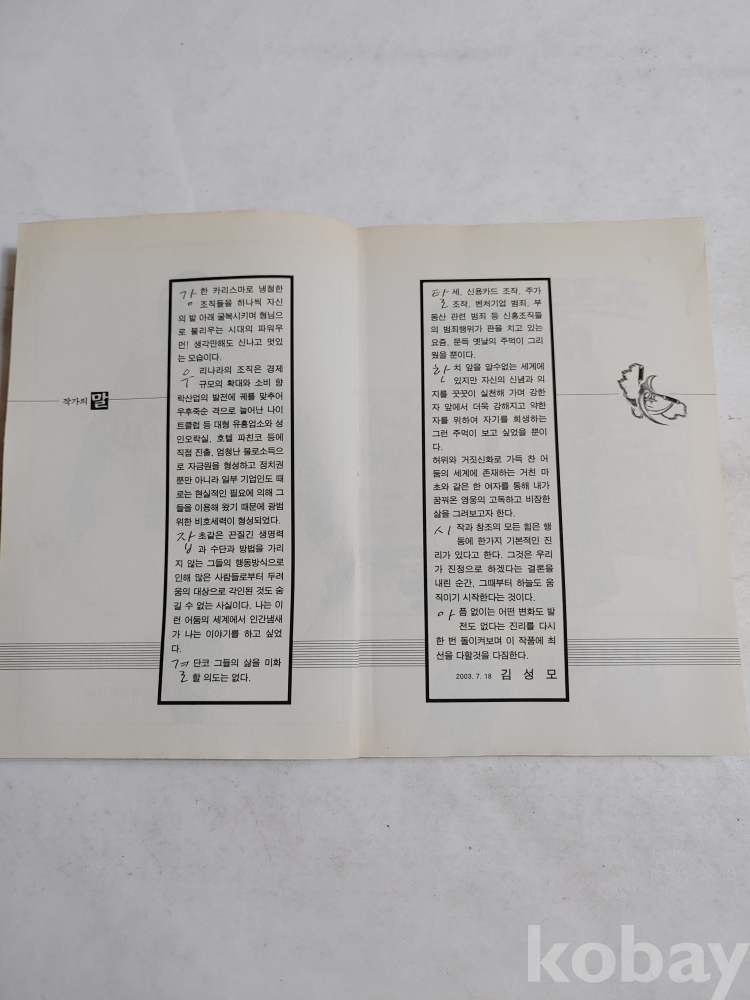 작가의 말
강한 카리스마로 냉철한
조직들을 하나씩 자신
의 발 아래 굴복시키며 형님으
로 불리우는 시대의 파워우
먼! 생각만해도 신나고 멋있
는 모습이다.
우리나라의 조직은 경제
규모의 확대와 소비 향
락산업의 발전에 궤를 맞추어
우후죽순 격으로 늘어난 나이
트클럽 등 대형 유흥업소와 성
인오락실, 호텔 파친코 등에
직접 진출, 엄청난 불로소득으
로 자금원을 형성하고 정치권
뿐만 아니라 일부 기업인도 때
로는 현실적인 필요에 의해 그
들을 이용해 왔기 때문에 광범
위한 비호세력이 형성되었다.
잡초같은 끈질긴 생명력
과 수단과 방법을 가리
지 않는 그들의 행동방식으로
인해 많은 사람들로부터 두려
움의 대상으로 각인된 것도 숨
길 수 없는 사실이다. 나는 이
런 어둠의 세계에서 인간냄새
가 나는 이야기를 하고 싶었
다.
결단코 그들의 삶을 미화
할 의도는 없다.
탈세, 신용카드 조작, 주가
조작, 벤처기업 범죄, 부
동산 관련 범죄 등 신흥조직들
의 범죄행위가 판을 치고 있는
요즘, 문득 옛날의 주먹이 그리
웠을 뿐이다.
한치 앞을 알수없는 세계에
있지만 자신의 신념과 의
지를 꿋꿋이 실천해 가며 강한
자 앞에서 더욱 강해지고 약한
자를 위하여 자기를 희생하는
그런 주먹이 보고 싶었을 뿐이
다.
허위와 거짓신화로 가득 찬 어
둠의 세계에 존재하는 거친 마
초와 같은 한 여자를 통해 내가
꿈꿔온 영웅의 고독하고 비장한
삶을 그려보고자 한다.
시작과 창조의 모든 힘은 행
동에 한가지 기본적인 진
리가 있다고 한다. 그것은 우리
가 진정으로 하겠다는 결론을
내린 순간, 그때부터 하늘도 움
직이기 시작한다는 것이다.
아픔 없이는 어떤 변화도 발
전도 없다는 진리를 다시
한 번 돌이켜보며 이 작품에 최
선을 다할것을 다짐한다.
2003. 7. 18 김 성 모
kobay